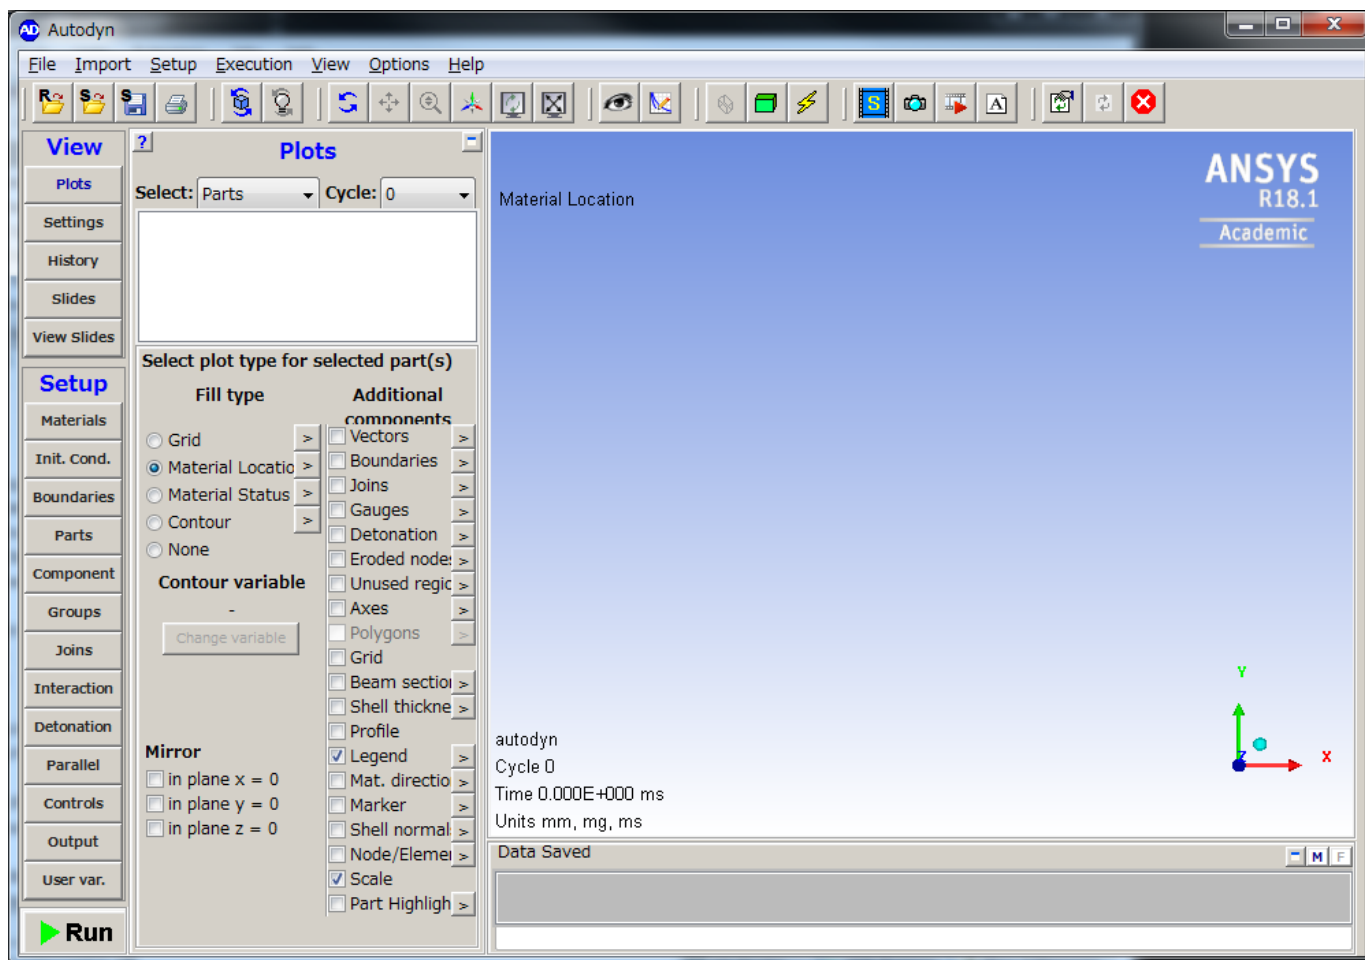 Autodyn
File Import Setup Execution View Options Help
View
Plots
Settings
History
Slides
View Slides
Setup
Materials
Init. Cond.
Boundaries
Parts
Component
Groups
Joins
Interaction
Detonation
Parallel
Controls
Output
User var.
Run
?
Plots
Select: Parts Cycle: 0
Select plot type for selected part(s)
Fill type
Grid >
Material Locatio >
Material Status >
Contour >
None
Contour variable
-
Change variable
Mirror
in plane x = 0
in plane y = 0
in plane z = 0
Additional
components
Vectors >
Boundaries >
Joins >
Gauges >
Detonation >
Eroded node: >
Unused regic >
Axes >
Polygons >
Grid
Beam section >
Shell thickne >
Profile
Legend >
Mat. directio >
Marker >
Shell normal: >
Node/Elemer >
Scale
Part Highligh >
Material Location
ANSYS
R18.1
Academic
Y
Z
X
autodyn
Cycle 0
Time 0.000E+000 ms
Units mm, mg, ms
Data Saved
M F